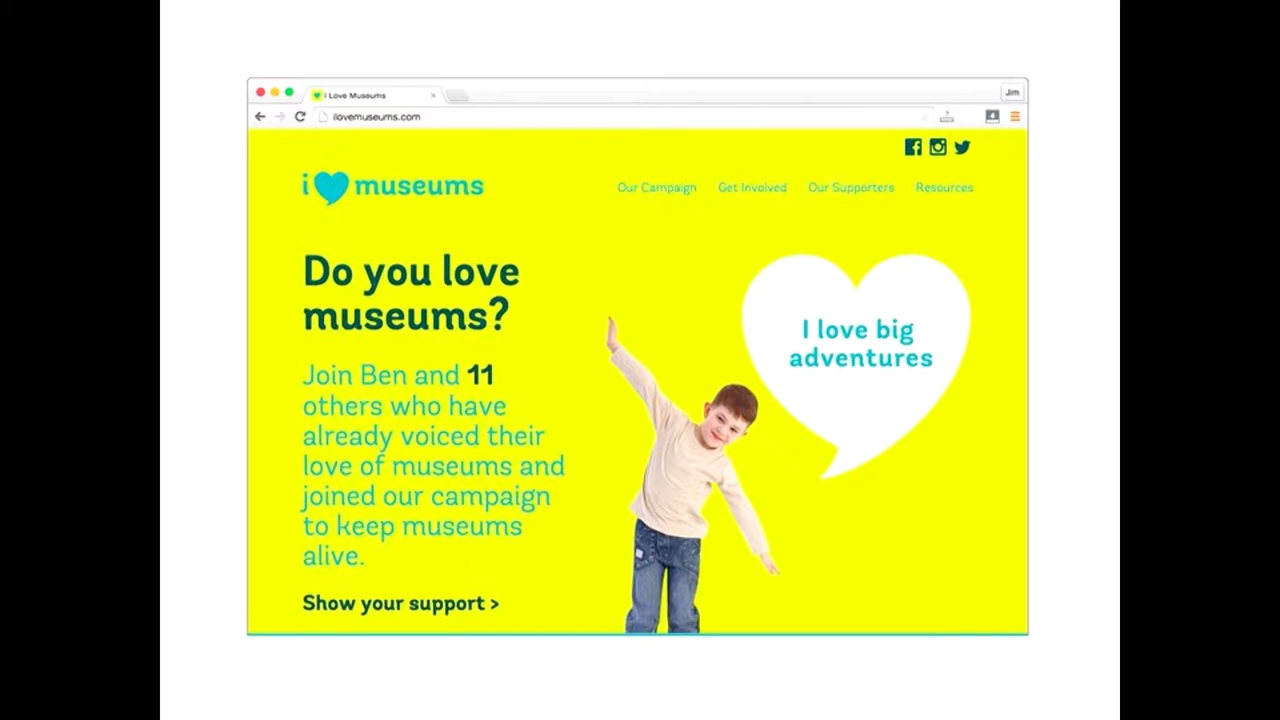 i Love Museums
Jim
ilovemuseums.com
i museums
Our Campaign Get Involved Our Supporters Resources
Do you love
museums?
Join Ben and 11
others who have
already voiced their
love of museums and
joined our campaign
to keep museums
alive.
Show your support >
I love big
adventures